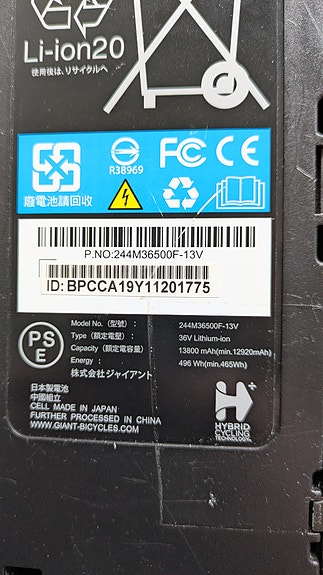 Li-ion20
使用後は、リサイクルへ
R38969
FC CE
廢電池請回收
P.NO:244M36500F-13V
ID: BPCCA19Y11201775
PS
E
Model No.（型號）： 244M36500F-13V
Type（額定電壓）： 36V Lithium-ion
Capacity（額定電容量） 13800 mAh(min.12920mAh)
Energy： 496 Wh(min.465Wh)
株式会社ジャイアント
日本製電池
中國組立
CELL MADE IN JAPAN
FURTHER PROCESSED IN CHINA
WWW.GIANT-BICYCLES.COM
HYBRID
CYCLING
TECHNOLOGY.